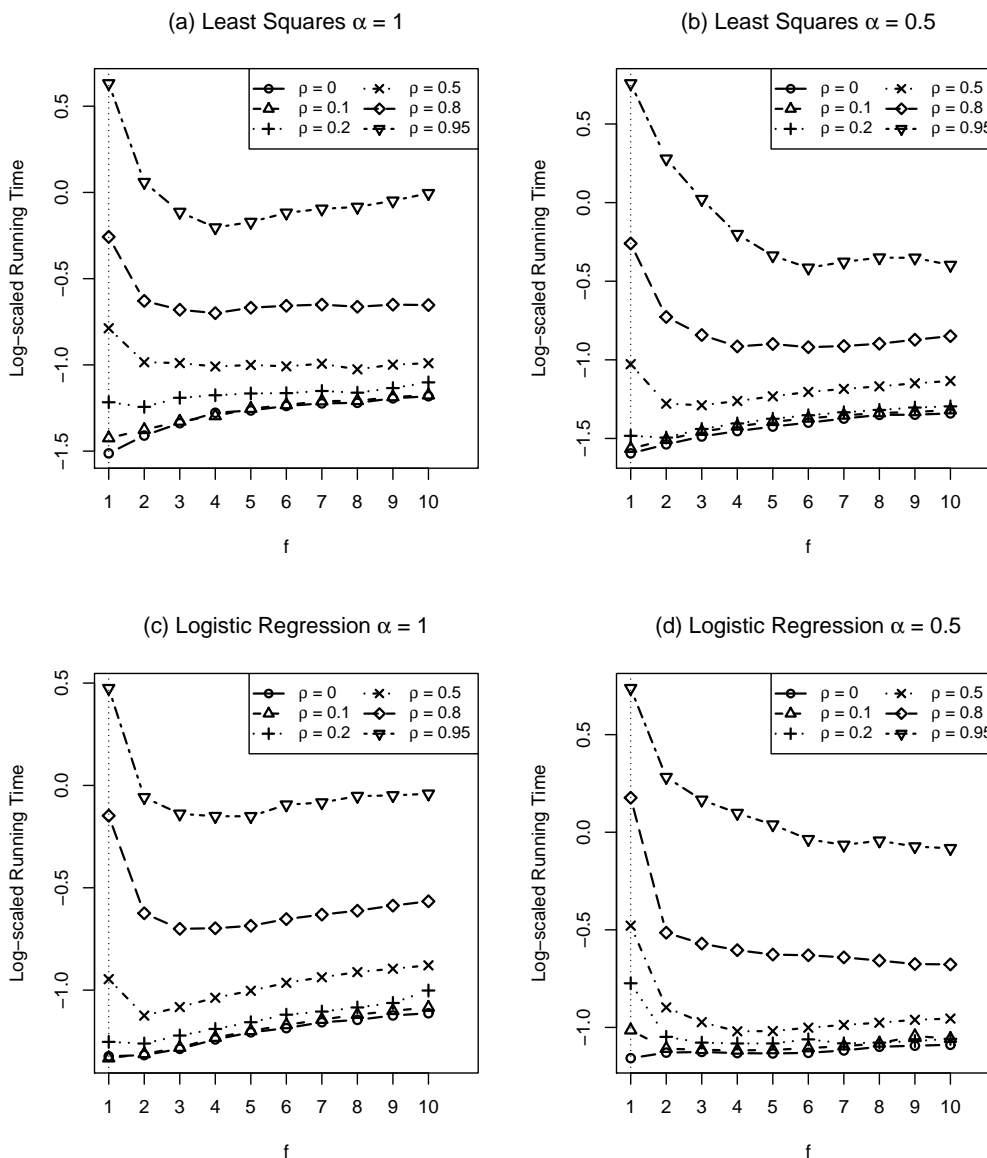 (a) Least Squares α = 1
Log−scaled Running Time
0.5
0.0
−0.5
−1.0
−1.5
ρ = 0
ρ = 0.1
ρ = 0.2
ρ = 0.5
ρ = 0.8
ρ = 0.95
1 2 3 4 5 6 7 8 9 10
f
(b) Least Squares α = 0.5
Log−scaled Running Time
0.5
0.0
−0.5
−1.0
−1.5
ρ = 0
ρ = 0.1
ρ = 0.2
ρ = 0.5
ρ = 0.8
ρ = 0.95
1 2 3 4 5 6 7 8 9 10
f
(c) Logistic Regression α = 1
Log−scaled Running Time
0.5
0.0
−0.5
−1.0
ρ = 0
ρ = 0.1
ρ = 0.2
ρ = 0.5
ρ = 0.8
ρ = 0.95
1 2 3 4 5 6 7 8 9 10
f
(d) Logistic Regression α = 0.5
Log−scaled Running Time
0.5
0.0
−0.5
−1.0
ρ = 0
ρ = 0.1
ρ = 0.2
ρ = 0.5
ρ = 0.8
ρ = 0.95
1 2 3 4 5 6 7 8 9 10
f